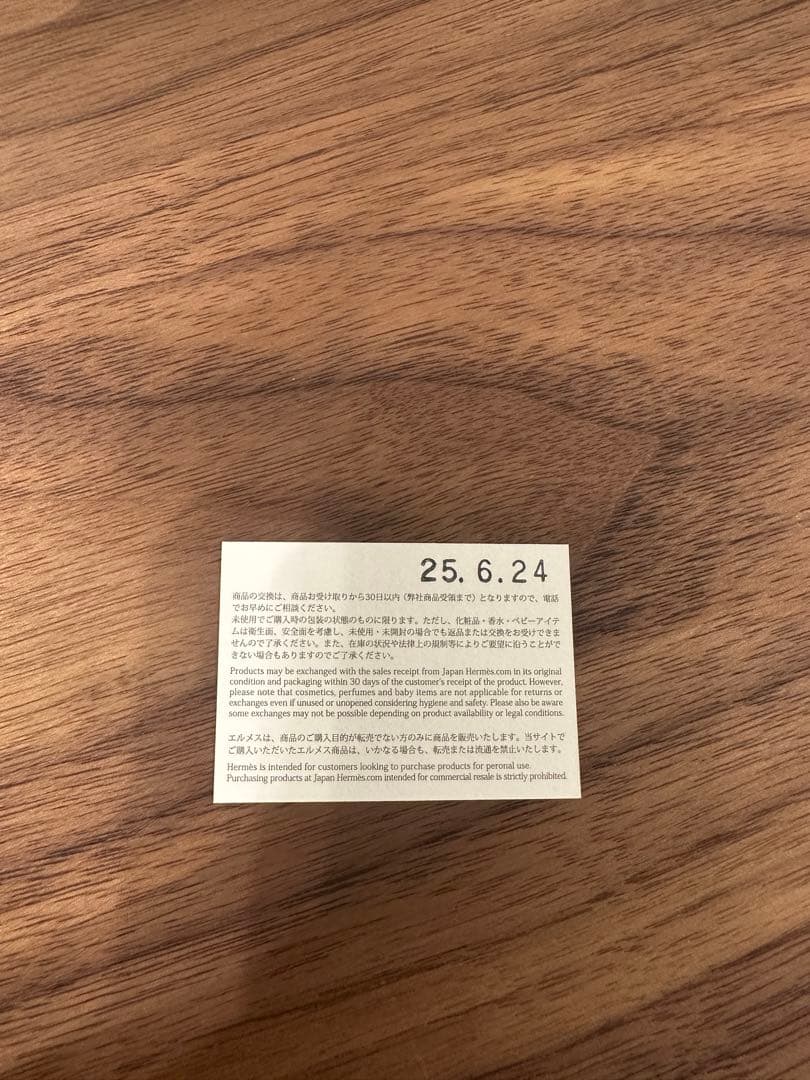 25. 6. 24
商品の交換は、商品お受け取りから30日以内（弊社商品受領まで）となりますので、電話
でお早めにご相談ください。
未使用でご購入時の包装の状態のものに限ります。ただし、化粧品・香水・ベビーアイテ
ムは衛生面、安全面を考慮し、未使用・未開封の場合でも返品または交換をお受けできま
せんので了承ください。また、在庫の状況や法律上の規制等によりご要望に沿うことがで
きない場合もありますのでご了承ください。
Products may be exchanged with the sales receipt from Japan Hermès.com in its original
condition and packaging within 30 days of the customer's receipt of the product. However,
please note that cosmetics, perfumes and baby items are not applicable for returns or
exchanges even if unused or unopened considering hygiene and safety. Please also be aware
some exchanges may not be possible depending on product availability or legal conditions.
エルメスは、商品のご購入目的が転売でない方のみに商品を販売いたします。当サイトで
ご購入いただいたエルメス商品は、いかなる場合も、転売または流通を禁止いたします。
Hermès is intended for customers looking to purchase products for peronal use.
Purchasing products at Japan Hermès.com intended for commercial resale is strictly prohibited.